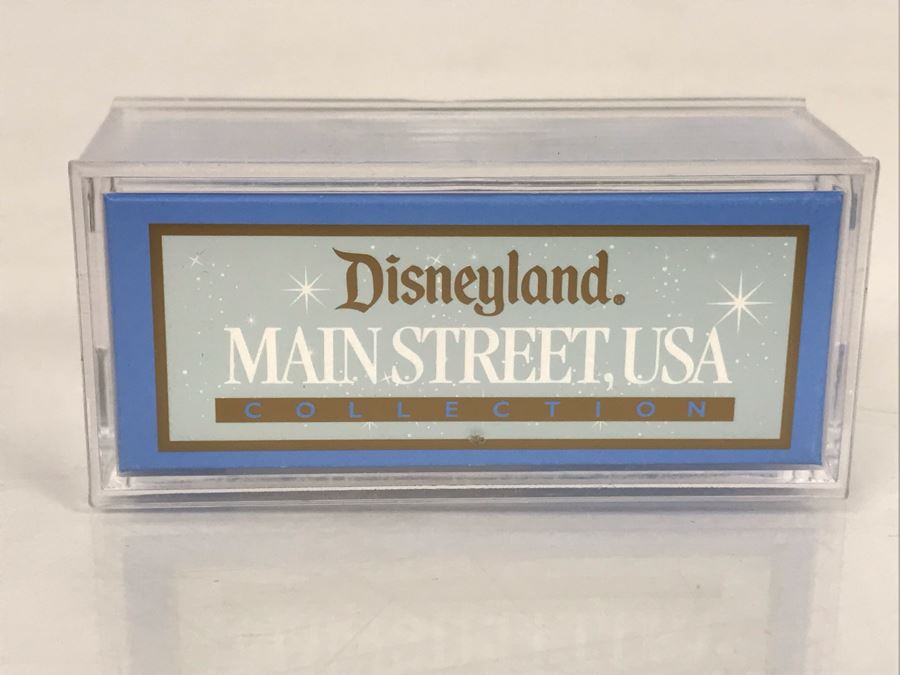 Disneyland®
MAIN STREET, USA
COLLECTION